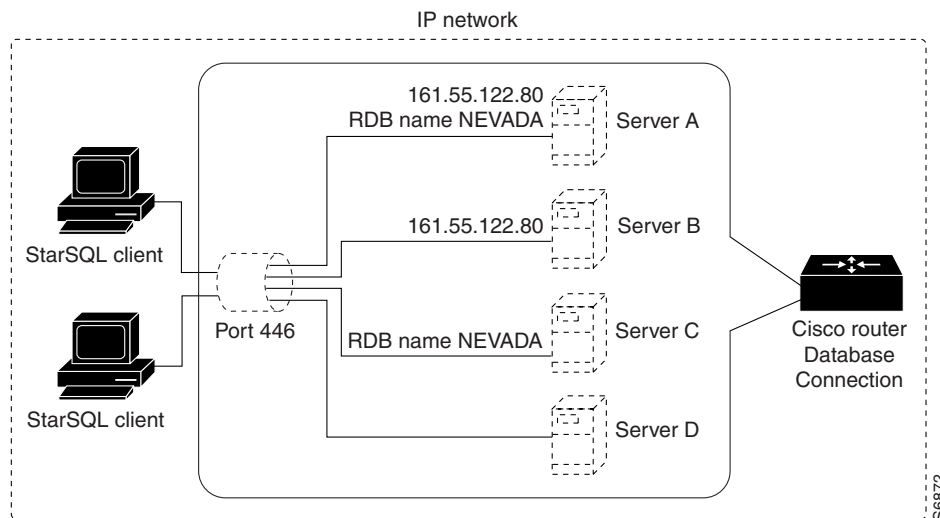 IP network
161.55.122.80
RDB name NEVADA
Server A
StarSQL client
161.55.122.80
Server B
Port 446
RDB name NEVADA
Server C
Cisco router
Database
Connection
StarSQL client
Server D
S6872